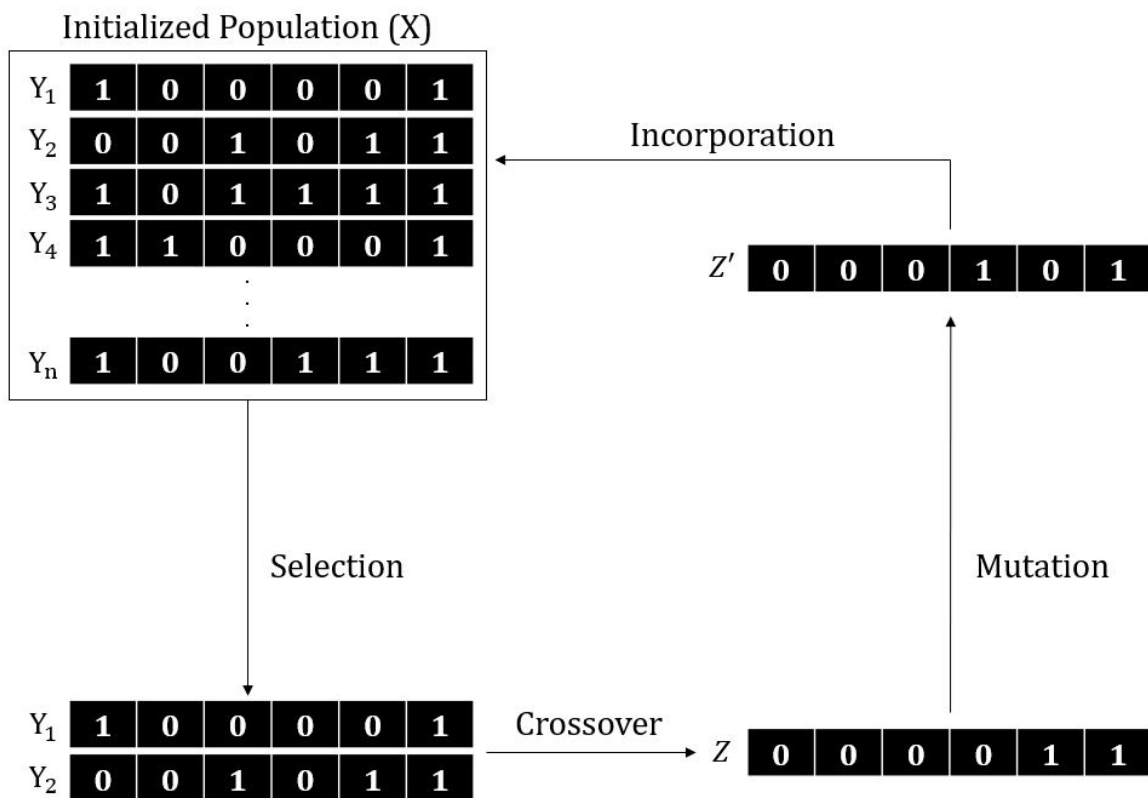 Initialized Population (X)
Y₁ 1 0 0 0 0 1
Y₂ 0 0 1 0 1 1
Y₃ 1 0 1 1 1 1
Y₄ 1 1 0 0 0 1
.
.
.
Yₙ 1 0 0 1 1 1
Incorporation
Z′ 0 0 0 1 0 1
Selection
Mutation
Y₁ 1 0 0 0 0 1
Y₂ 0 0 1 0 1 1
Crossover
Z 0 0 0 0 1 1